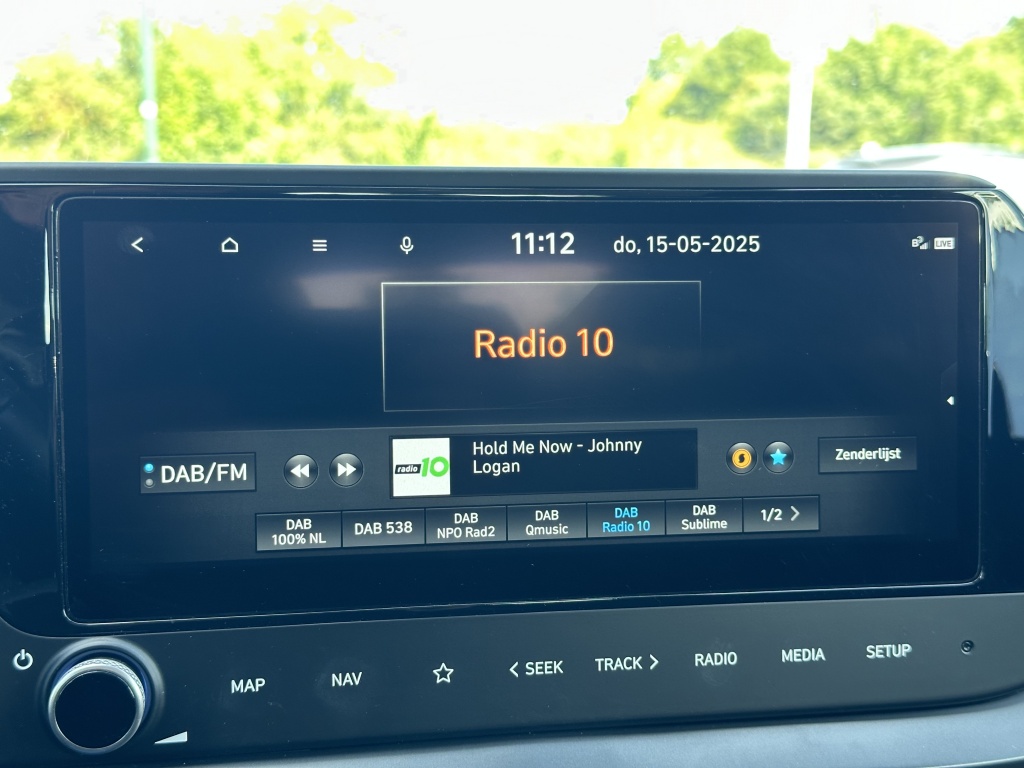 11:12 do, 15-05-2025 LIVE
Radio 10
DAB/FM
radio 10
Hold Me Now - Johnny
Logan
Zenderlijst
DAB
100% NL
DAB 538
DAB
NPO Rad2
DAB
Qmusic
DAB
Radio 10
DAB
Sublime
1/2 >
MAP NAV < SEEK TRACK > RADIO MEDIA SETUP